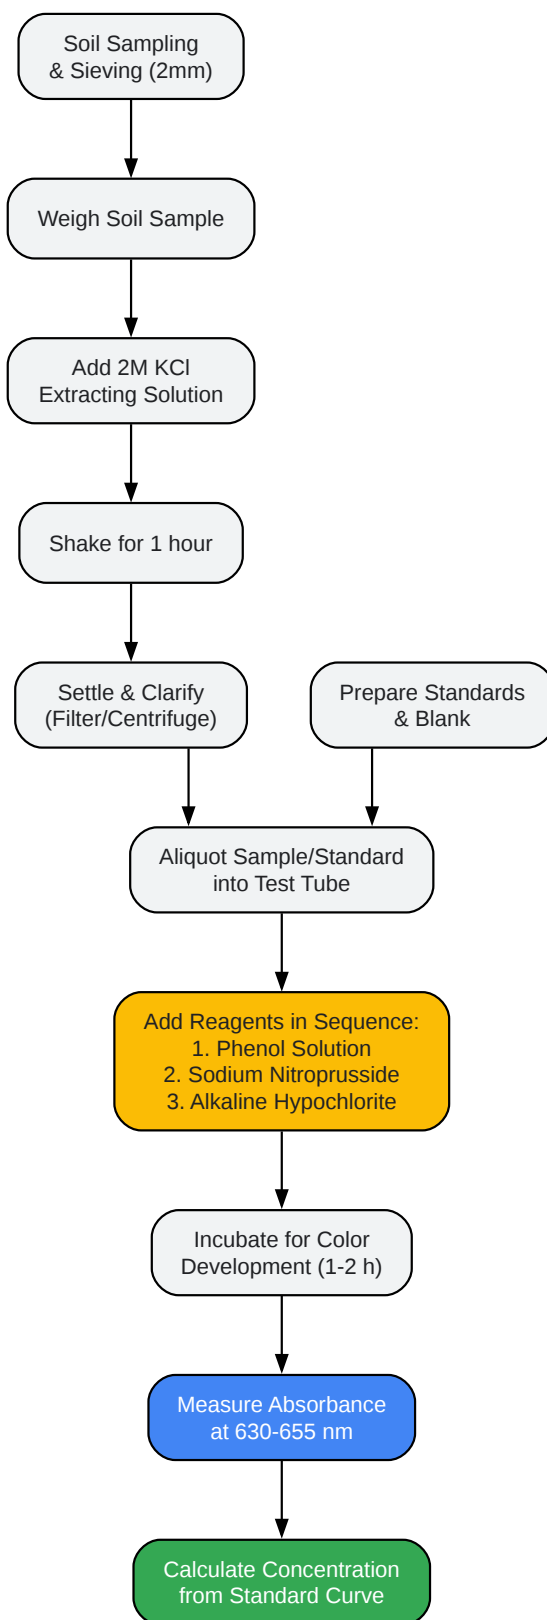 Soil Sampling
& Sieving (2mm)
Weigh Soil Sample
Add 2M KCl
Extracting Solution
Shake for 1 hour
Settle & Clarify
(Filter/Centrifuge)
Prepare Standards
& Blank
Aliquot Sample/Standard
into Test Tube
Add Reagents in Sequence:
1. Phenol Solution
2. Sodium Nitroprusside
3. Alkaline Hypochlorite
Incubate for Color
Development (1-2 h)
Measure Absorbance
at 630-655 nm
Calculate Concentration
from Standard Curve